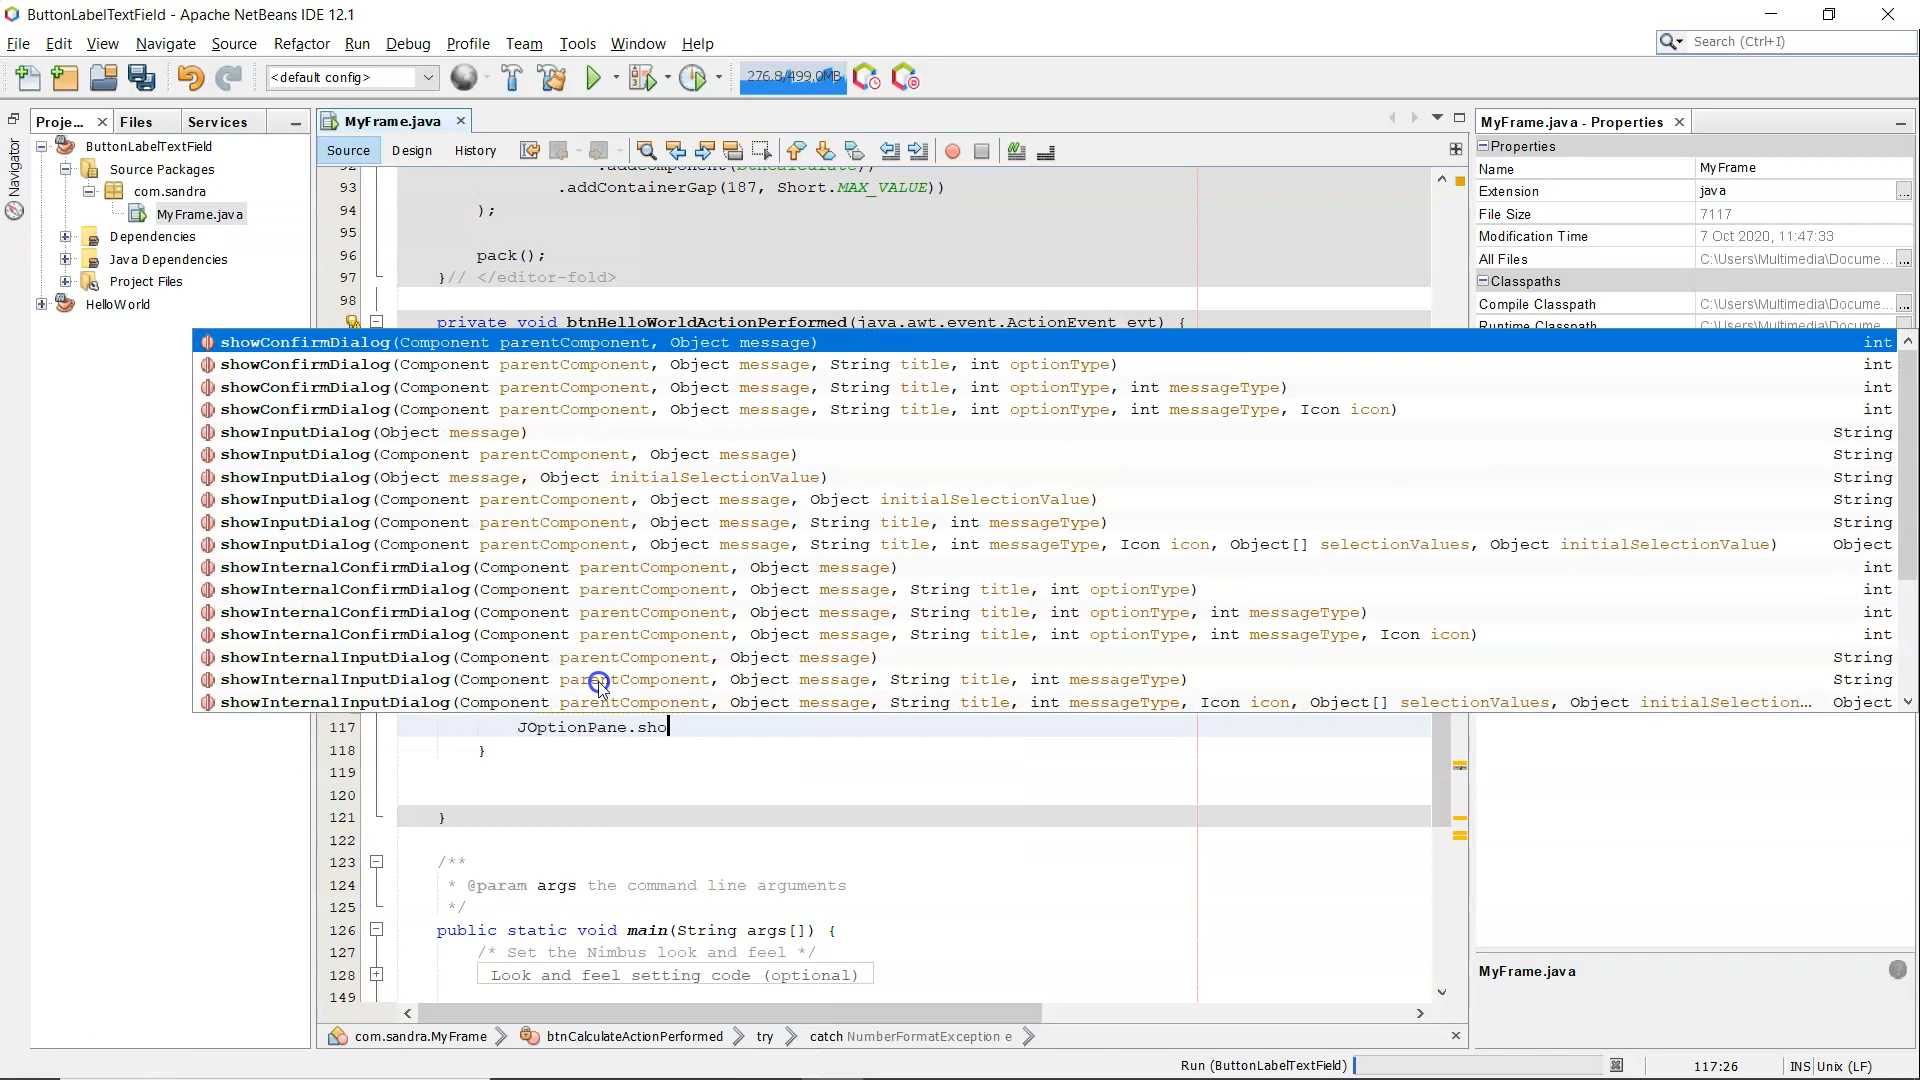 ButtonLabelTextField - Apache NetBeans IDE 12.1
File Edit View Navigate Source Refactor Run Debug Profile Team Tools Window Help
Search (Ctrl+I)
<default config>
276.8/499.0MB
Proje... Files Services
MyFrame.java
MyFrame.java - Properties
Navigator
Source Design History
ButtonLabelTextField
Source Packages
com.sandra
MyFrame.java
Dependencies
Java Dependencies
Project Files
HelloWorld
Properties
Name MyFrame
Extension java
File Size 7117
Modification Time 7 Oct 2020, 11:47:33
All Files C:\Users\Multimedia\Docume...
Classpaths
Compile Classpath C:\Users\Multimedia\Docume...
Runtime Classpath C:\Users\Multimedia\Docume...
92 .addComponent(btnCalculate))
93 .addContainerGap(187, Short.MAX_VALUE))
94 );
95
96 pack();
97 }// </editor-fold>
98
private void btnHelloWorldActionPerformed(java.awt.event.ActionEvent evt) {
showConfirmDialog(Component parentComponent, Object message) int
showConfirmDialog(Component parentComponent, Object message, String title, int optionType) int
showConfirmDialog(Component parentComponent, Object message, String title, int optionType, int messageType) int
showConfirmDialog(Component parentComponent, Object message, String title, int optionType, int messageType, Icon icon) int
showInputDialog(Object message) String
showInputDialog(Component parentComponent, Object message) String
showInputDialog(Object message, Object initialSelectionValue) String
showInputDialog(Component parentComponent, Object message, Object initialSelectionValue) String
showInputDialog(Component parentComponent, Object message, String title, int messageType) String
showInputDialog(Component parentComponent, Object message, String title, int messageType, Icon icon, Object[] selectionValues, Object initialSelectionValue) Object
showInternalConfirmDialog(Component parentComponent, Object message) int
showInternalConfirmDialog(Component parentComponent, Object message, String title, int optionType) int
showInternalConfirmDialog(Component parentComponent, Object message, String title, int optionType, int messageType) int
showInternalConfirmDialog(Component parentComponent, Object message, String title, int optionType, int messageType, Icon icon) int
showInternalInputDialog(Component parentComponent, Object message) String
showInternalInputDialog(Component parentComponent, Object message, String title, int messageType) String
showInternalInputDialog(Component parentComponent, Object message, String title, int messageType, Icon icon, Object[] selectionValues, Object initialSelection... Object
117 JOptionPane.sho
118 }
119
120
121 }
122
123 /**
124 * @param args the command line arguments
125 */
126 public static void main(String args[]) {
127 /* Set the Nimbus look and feel */
128 Look and feel setting code (optional)
149
MyFrame.java
com.sandra.MyFrame btnCalculateActionPerformed try catch NumberFormatException e
Run (ButtonLabelTextField) 117:26 INS Unix (LF)